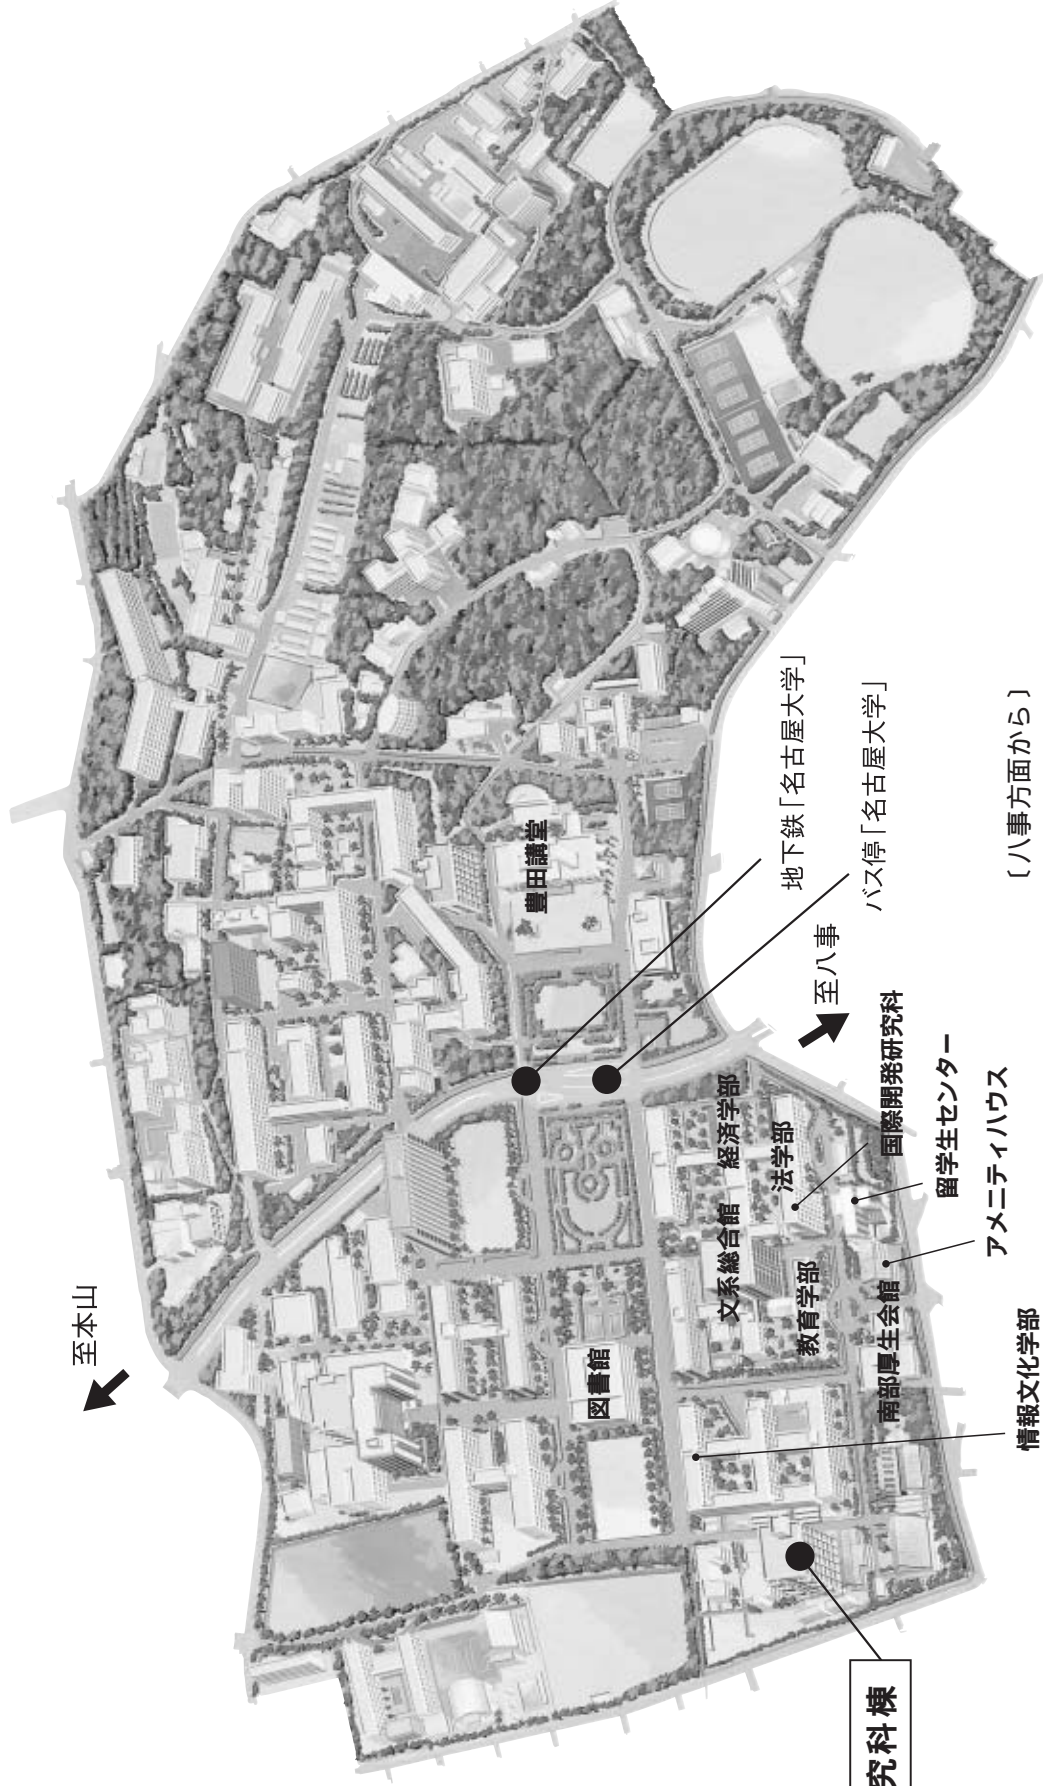 至本山
豊田講堂
地下鉄「名古屋大学」
バス停「名古屋大学」
〔八事方面から〕
至八事
経済学部
文系総合館
法学部
教育学部
国際開発研究科
留学生センター
アメニティハウス
南部厚生会館
図書館
情報文化学部
究科棟